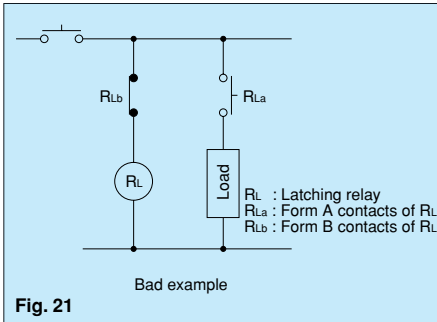 RLb
RLa
RL
Load
RL : Latching relay
RLa : Form A contacts of RL
RLb : Form B contacts of RL
Bad example
Fig. 21